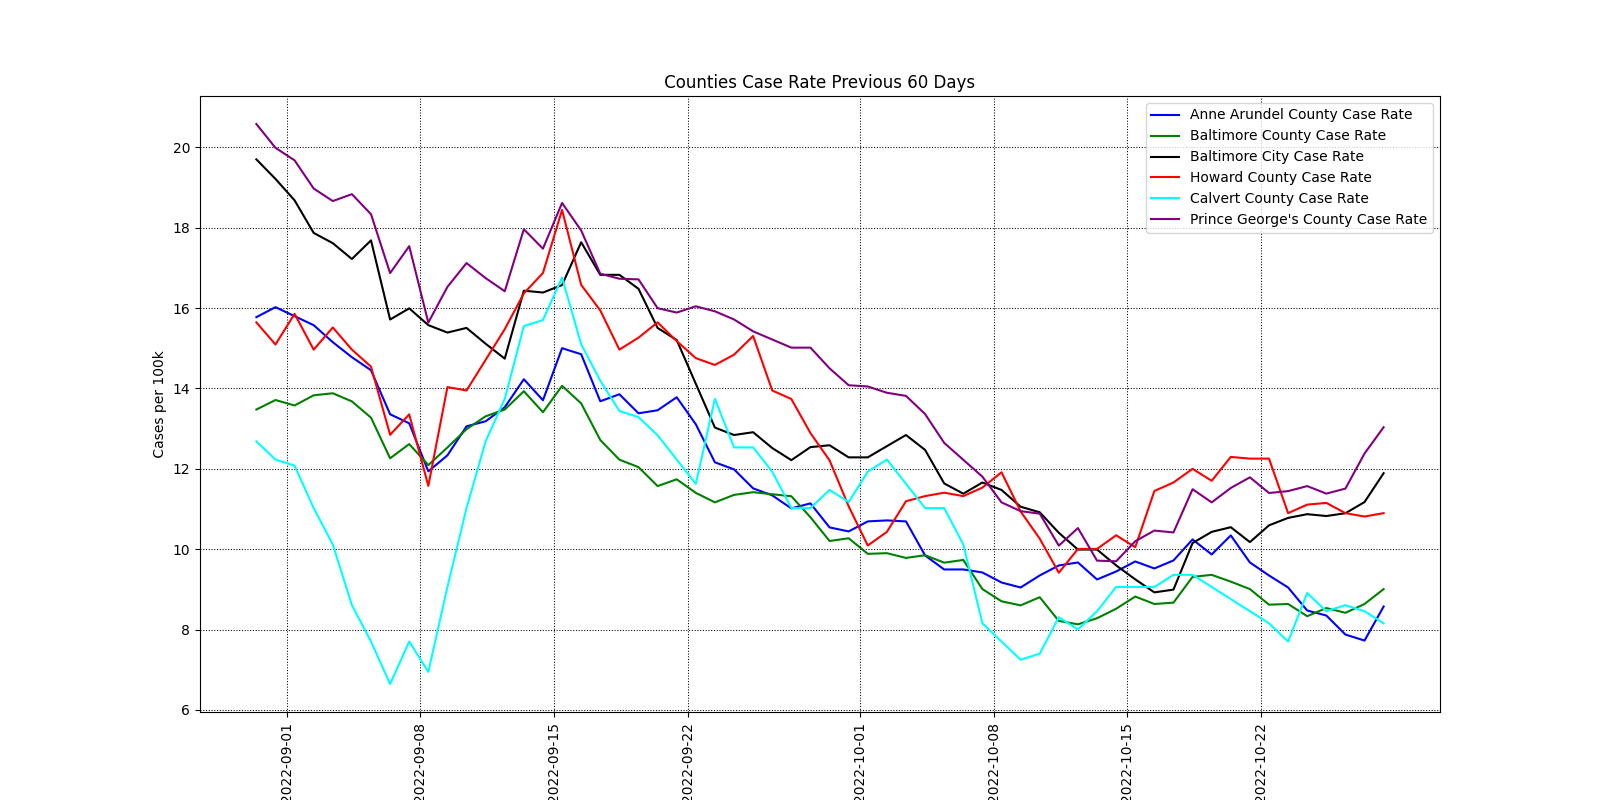 Counties Case Rate Previous 60 Days
Anne Arundel County Case Rate
Baltimore County Case Rate
Baltimore City Case Rate
Howard County Case Rate
Calvert County Case Rate
Prince George's County Case Rate
Cases per 100k
20
18
16
14
12
10
8
6
2022-09-01
2022-09-08
2022-09-15
2022-09-22
2022-10-01
2022-10-08
2022-10-15
2022-10-22